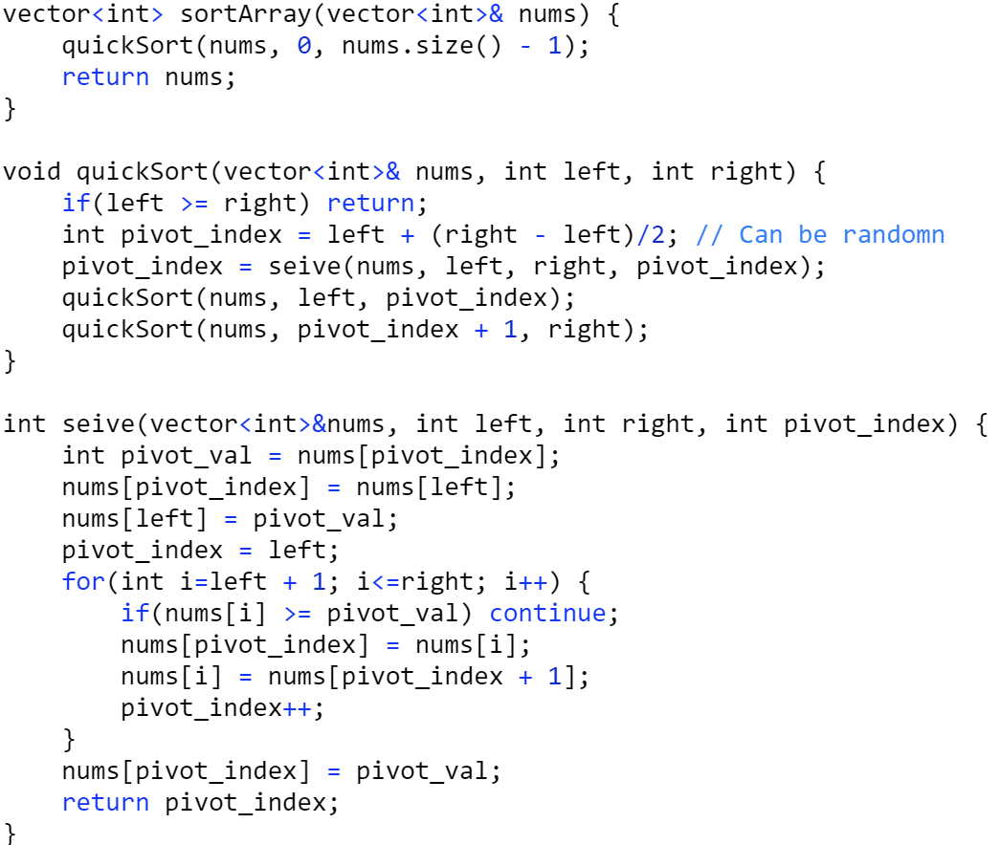 vector<int> sortArray(vector<int>& nums) {
    quickSort(nums, 0, nums.size() - 1);
    return nums;
}

void quickSort(vector<int>& nums, int left, int right) {
    if(left >= right) return;
    int pivot_index = left + (right - left)/2; // Can be randomn
    pivot_index = seive(nums, left, right, pivot_index);
    quickSort(nums, left, pivot_index);
    quickSort(nums, pivot_index + 1, right);
}

int seive(vector<int>&nums, int left, int right, int pivot_index) {
    int pivot_val = nums[pivot_index];
    nums[pivot_index] = nums[left];
    nums[left] = pivot_val;
    pivot_index = left;
    for(int i=left + 1; i<=right; i++) {
        if(nums[i] >= pivot_val) continue;
        nums[pivot_index] = nums[i];
        nums[i] = nums[pivot_index + 1];
        pivot_index++;
    }
    nums[pivot_index] = pivot_val;
    return pivot_index;
}